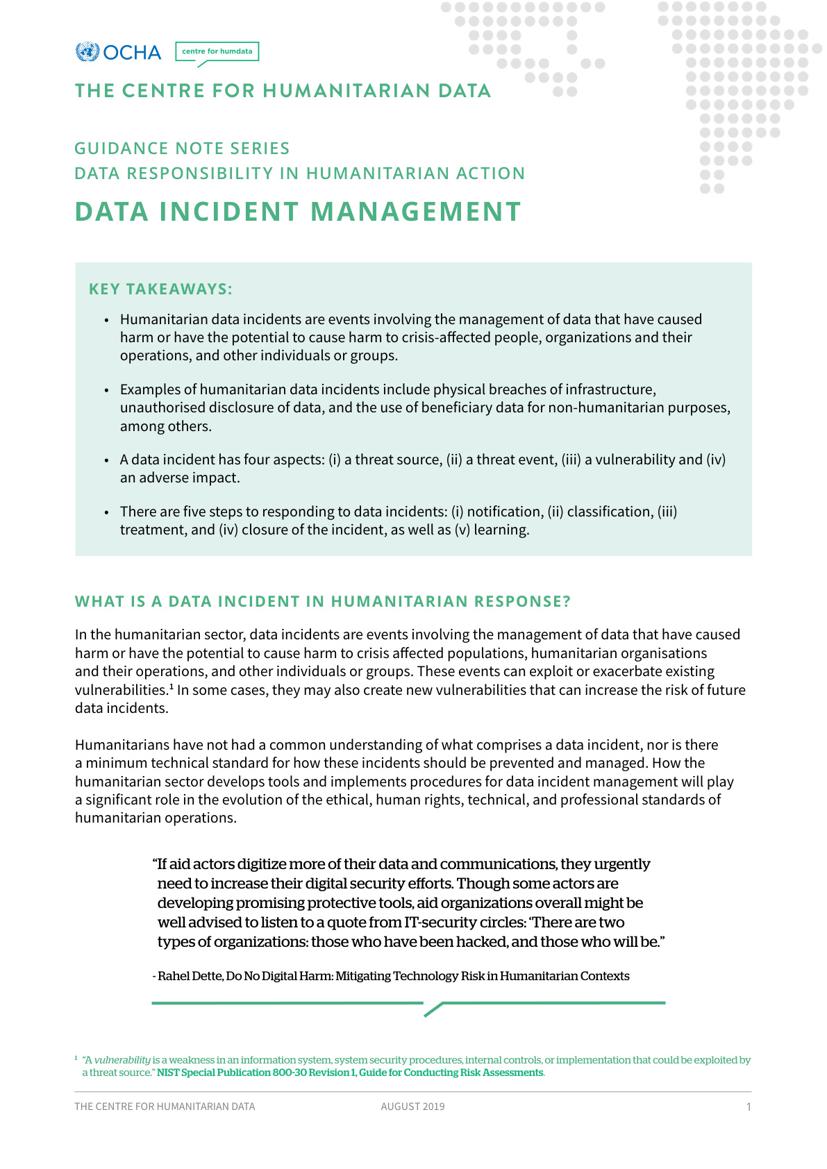 OCHA
centre for humdata
THE CENTRE FOR HUMANITARIAN DATA
GUIDANCE NOTE SERIES
DATA RESPONSIBILITY IN HUMANITARIAN ACTION
DATA INCIDENT MANAGEMENT
KEY TAKEAWAYS:
• Humanitarian data incidents are events involving the management of data that have caused
harm or have the potential to cause harm to crisis-affected people, organizations and their
operations, and other individuals or groups.
• Examples of humanitarian data incidents include physical breaches of infrastructure,
unauthorised disclosure of data, and the use of beneficiary data for non-humanitarian purposes,
among others.
• A data incident has four aspects: (i) a threat source, (ii) a threat event, (iii) a vulnerability and (iv)
an adverse impact.
• There are five steps to responding to data incidents: (i) notification, (ii) classification, (iii)
treatment, and (iv) closure of the incident, as well as (v) learning.
WHAT IS A DATA INCIDENT IN HUMANITARIAN RESPONSE?
In the humanitarian sector, data incidents are events involving the management of data that have caused
harm or have the potential to cause harm to crisis affected populations, humanitarian organisations
and their operations, and other individuals or groups. These events can exploit or exacerbate existing
vulnerabilities.¹ In some cases, they may also create new vulnerabilities that can increase the risk of future
data incidents.
Humanitarians have not had a common understanding of what comprises a data incident, nor is there
a minimum technical standard for how these incidents should be prevented and managed. How the
humanitarian sector develops tools and implements procedures for data incident management will play
a significant role in the evolution of the ethical, human rights, technical, and professional standards of
humanitarian operations.
“If aid actors digitize more of their data and communications, they urgently
need to increase their digital security efforts. Though some actors are
developing promising protective tools, aid organizations overall might be
well advised to listen to a quote from IT-security circles: ‘There are two
types of organizations: those who have been hacked, and those who will be.”
- Rahel Dette, Do No Digital Harm: Mitigating Technology Risk in Humanitarian Contexts
¹ “A vulnerability is a weakness in an information system, system security procedures, internal controls, or implementation that could be exploited by
a threat source.” NIST Special Publication 800-30 Revision 1, Guide for Conducting Risk Assessments.
THE CENTRE FOR HUMANITARIAN DATA AUGUST 2019 1